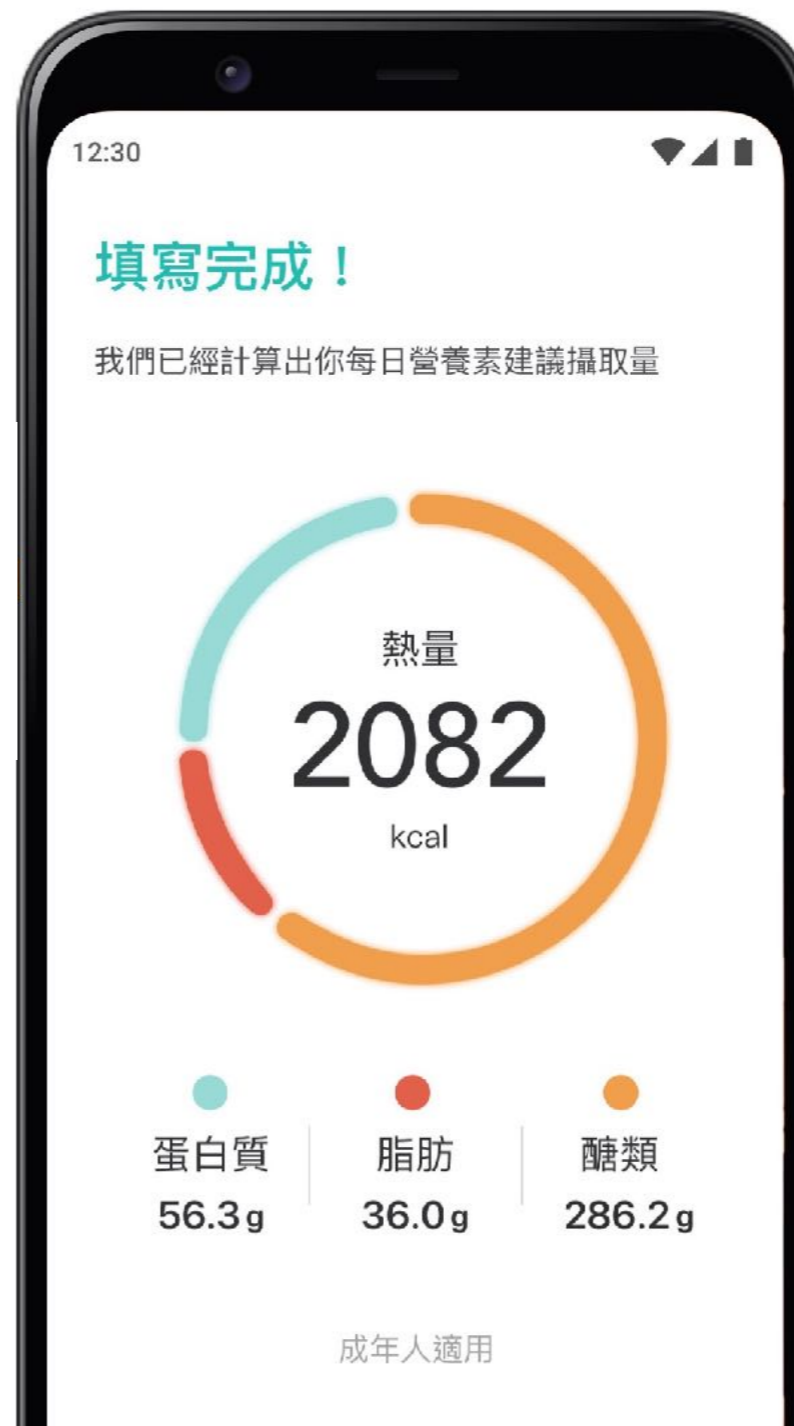 12:30
填寫完成！
我們已經計算出你每日營養素建議攝取量
熱量
2082
kcal
蛋白質 脂肪 醣類
56.3g 36.0g 286.2g
成年人適用